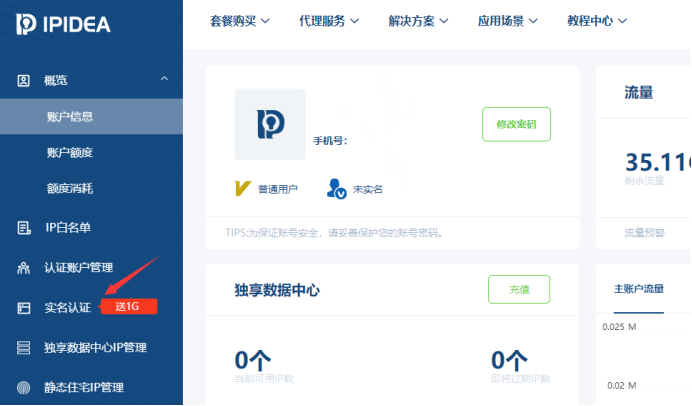 IPIDEA
套餐购买
代理服务
解决方案
应用场景
教程中心
概览
账户信息
账户额度
额度消耗
IP白名单
认证账户管理
实名认证
送1G
独享数据中心IP管理
静态住宅IP管理
手机号：
修改密码
普通用户
未实名
TIPS:为保证账号安全，请妥善保护您的账号密码。
流量
35.11
剩余流量
流量预警
独享数据中心
充值
0个
当前可用IP数
0个
即将过期IP数
主账户流量
0.025 M
0.02 M